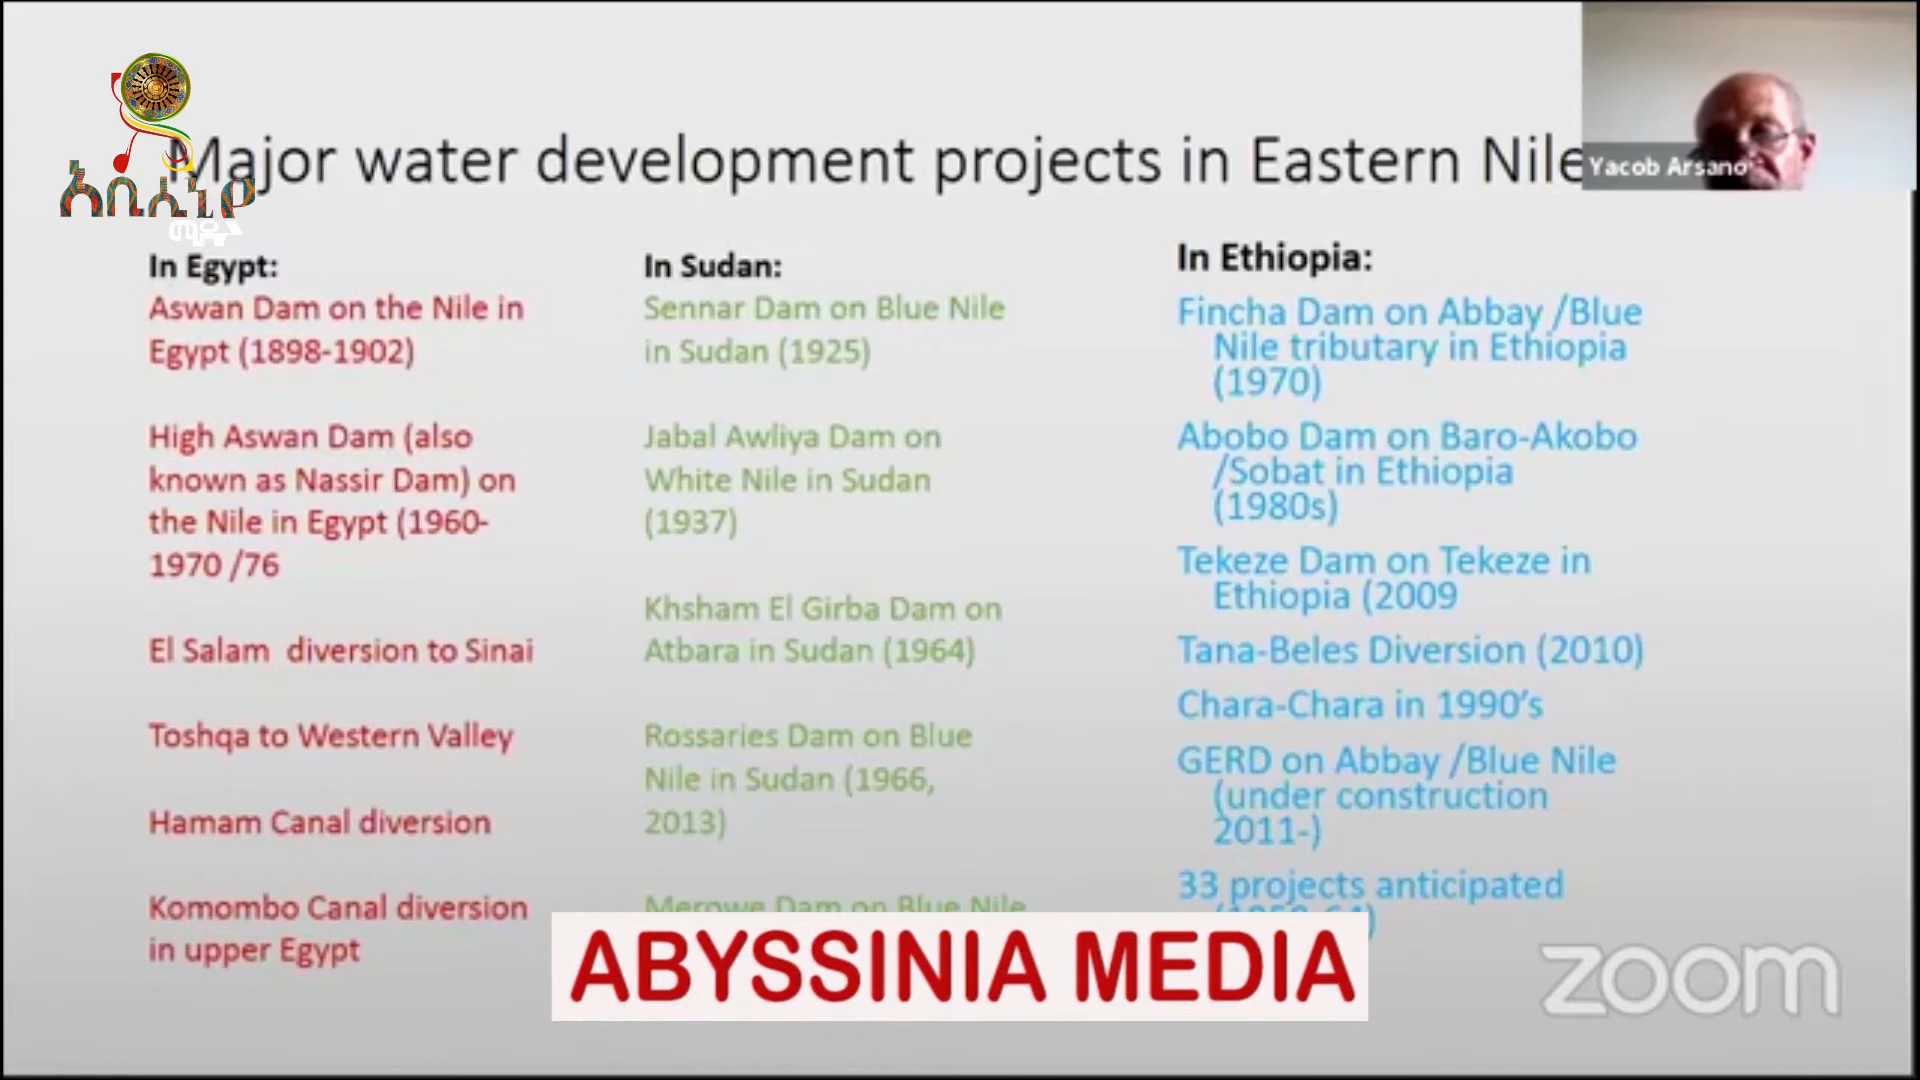 አቢሲኒያ
ሚዲያ
Major water development projects in Eastern Nile
Yacob Arsano
In Egypt:
Aswan Dam on the Nile in
Egypt (1898-1902)
High Aswan Dam (also
known as Nassir Dam) on
the Nile in Egypt (1960-
1970 /76
El Salam diversion to Sinai
Toshqa to Western Valley
Hamam Canal diversion
Komombo Canal diversion
in upper Egypt
In Sudan:
Sennar Dam on Blue Nile
in Sudan (1925)
Jabal Awliya Dam on
White Nile in Sudan
(1937)
Khsham El Girba Dam on
Atbara in Sudan (1964)
Rossaries Dam on Blue
Nile in Sudan (1966,
2013)
Merowe Dam on Blue Nile
In Ethiopia:
Fincha Dam on Abbay /Blue
Nile tributary in Ethiopia
(1970)
Abobo Dam on Baro-Akobo
/Sobat in Ethiopia
(1980s)
Tekeze Dam on Tekeze in
Ethiopia (2009
Tana-Beles Diversion (2010)
Chara-Chara in 1990's
GERD on Abbay /Blue Nile
(under construction
2011-)
33 projects anticipated
ABYSSINIA MEDIA
zoom